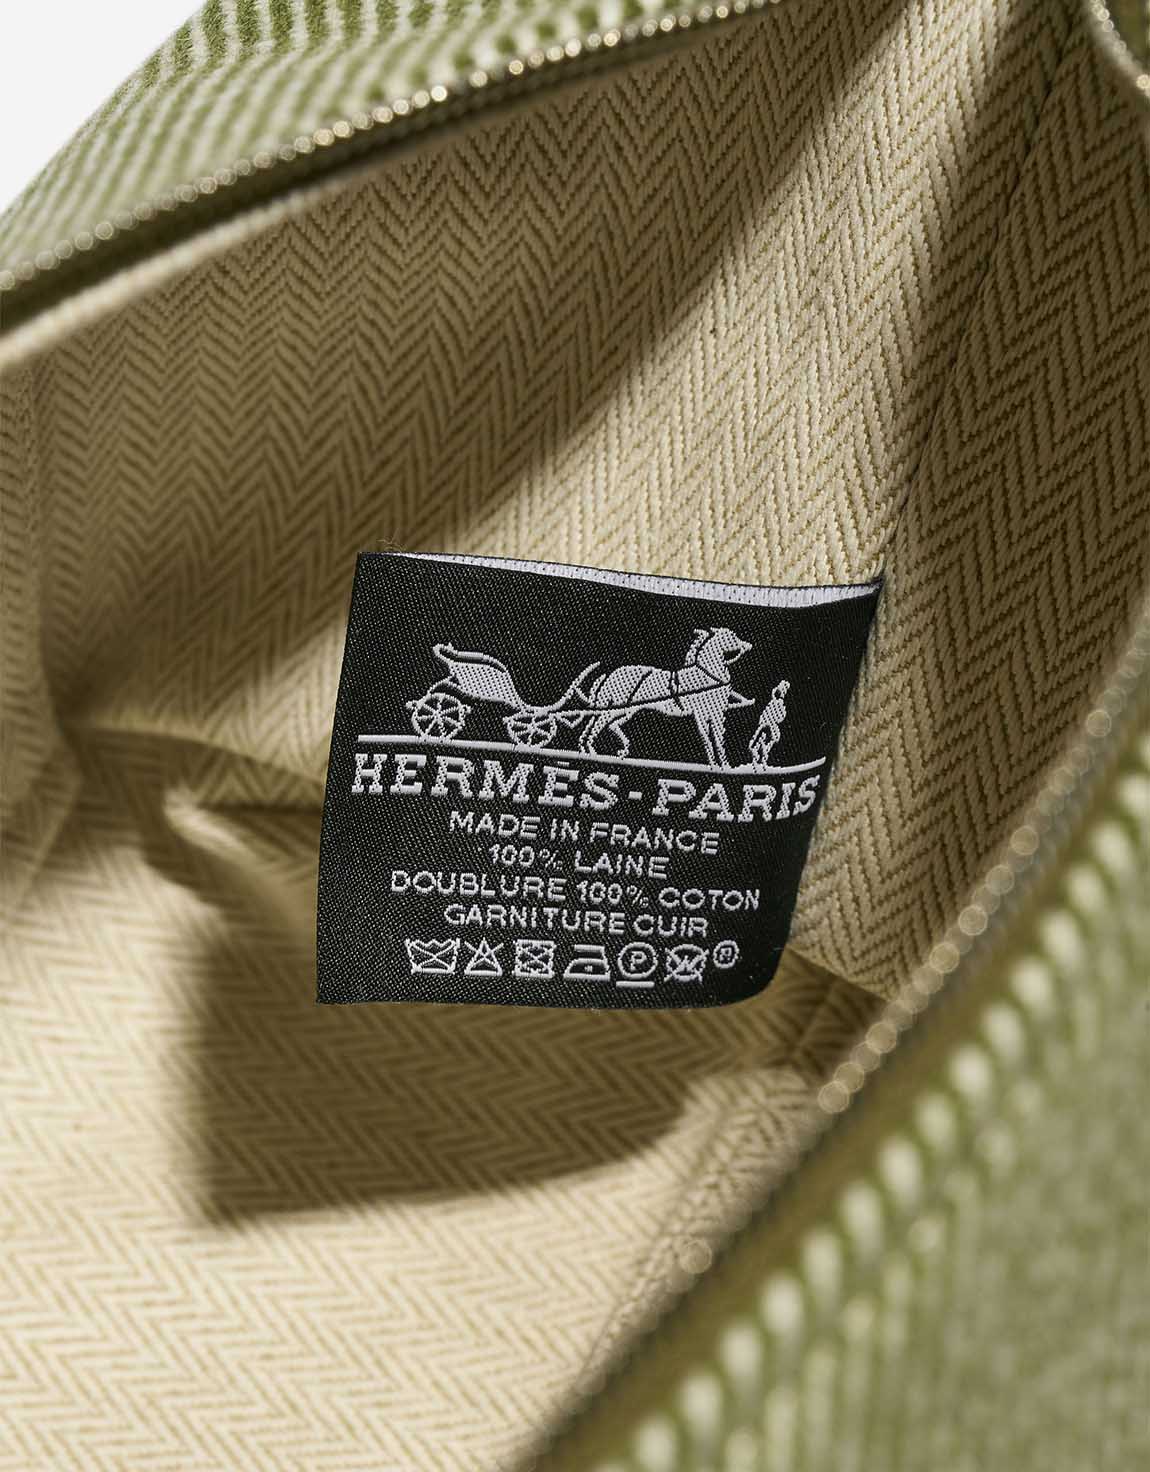 HERMÈS-PARIS
MADE IN FRANCE
100% LAINE
DOUBLURE 100% COTON
GARNITURE CUIR
P W ®